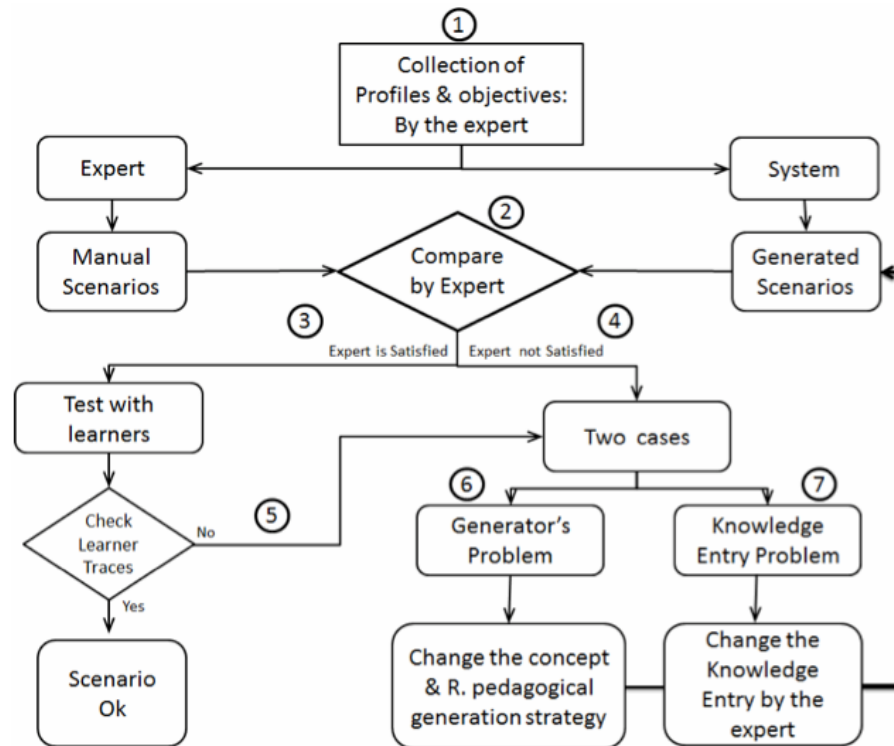 1
Collection of
Profiles & objectives:
By the expert
Expert
System
2
Manual
Scenarios
Compare
by Expert
Generated
Scenarios
3
4
Expert is Satisfied
Expert not Satisfied
Test with
learners
Two cases
5
6
7
Check
Learner
Traces
No
Generator's
Problem
Knowledge
Entry Problem
Yes
Scenario
Ok
Change the concept
& R. pedagogical
generation strategy
Change the
Knowledge
Entry by the
expert